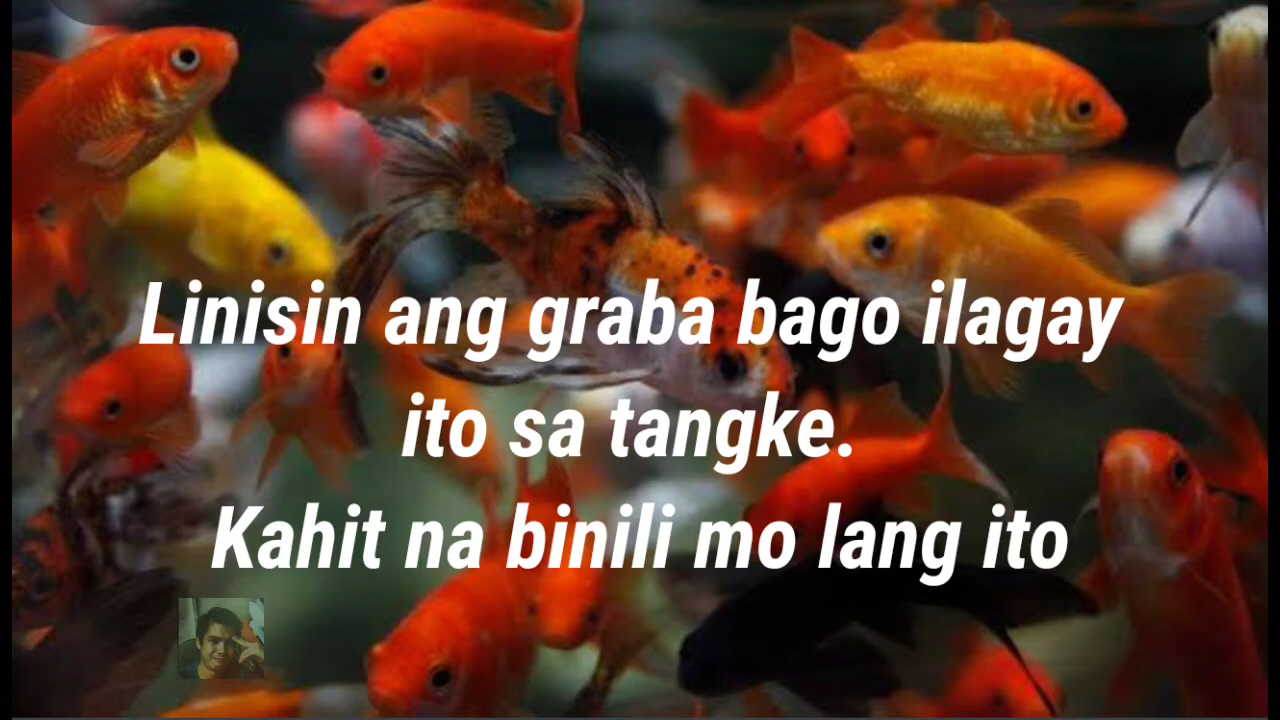 Linisin ang graba bago ilagay
ito sa tangke.
Kahit na binili mo lang ito